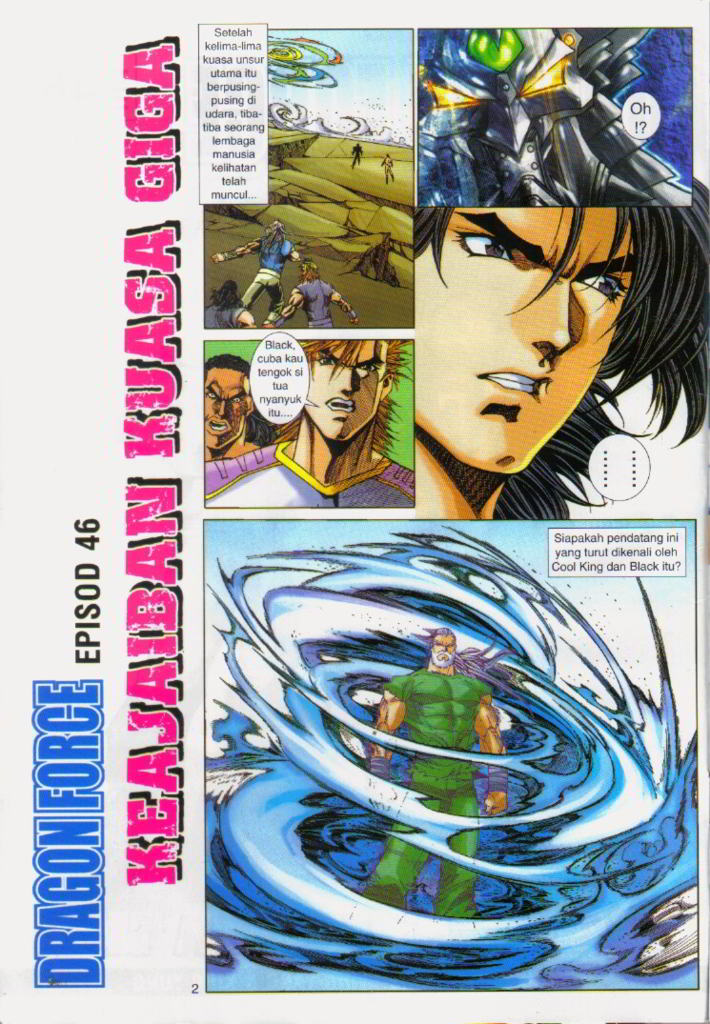 DRAGON FORCE
EPISOD 46
KEAJAIBAN KUASA GIGA
Setelah
kelima-lima
kuasa unsur
utama itu
berpusing-
pusing di
udara, tiba-
tiba seorang
lembaga
manusia
kelihatan
telah
muncul...
Oh
!?
Black,
cuba kau
tengok si
tua
nyanyuk
itu....
Siapakah pendatang ini
yang turut dikenali oleh
Cool King dan Black itu?
2